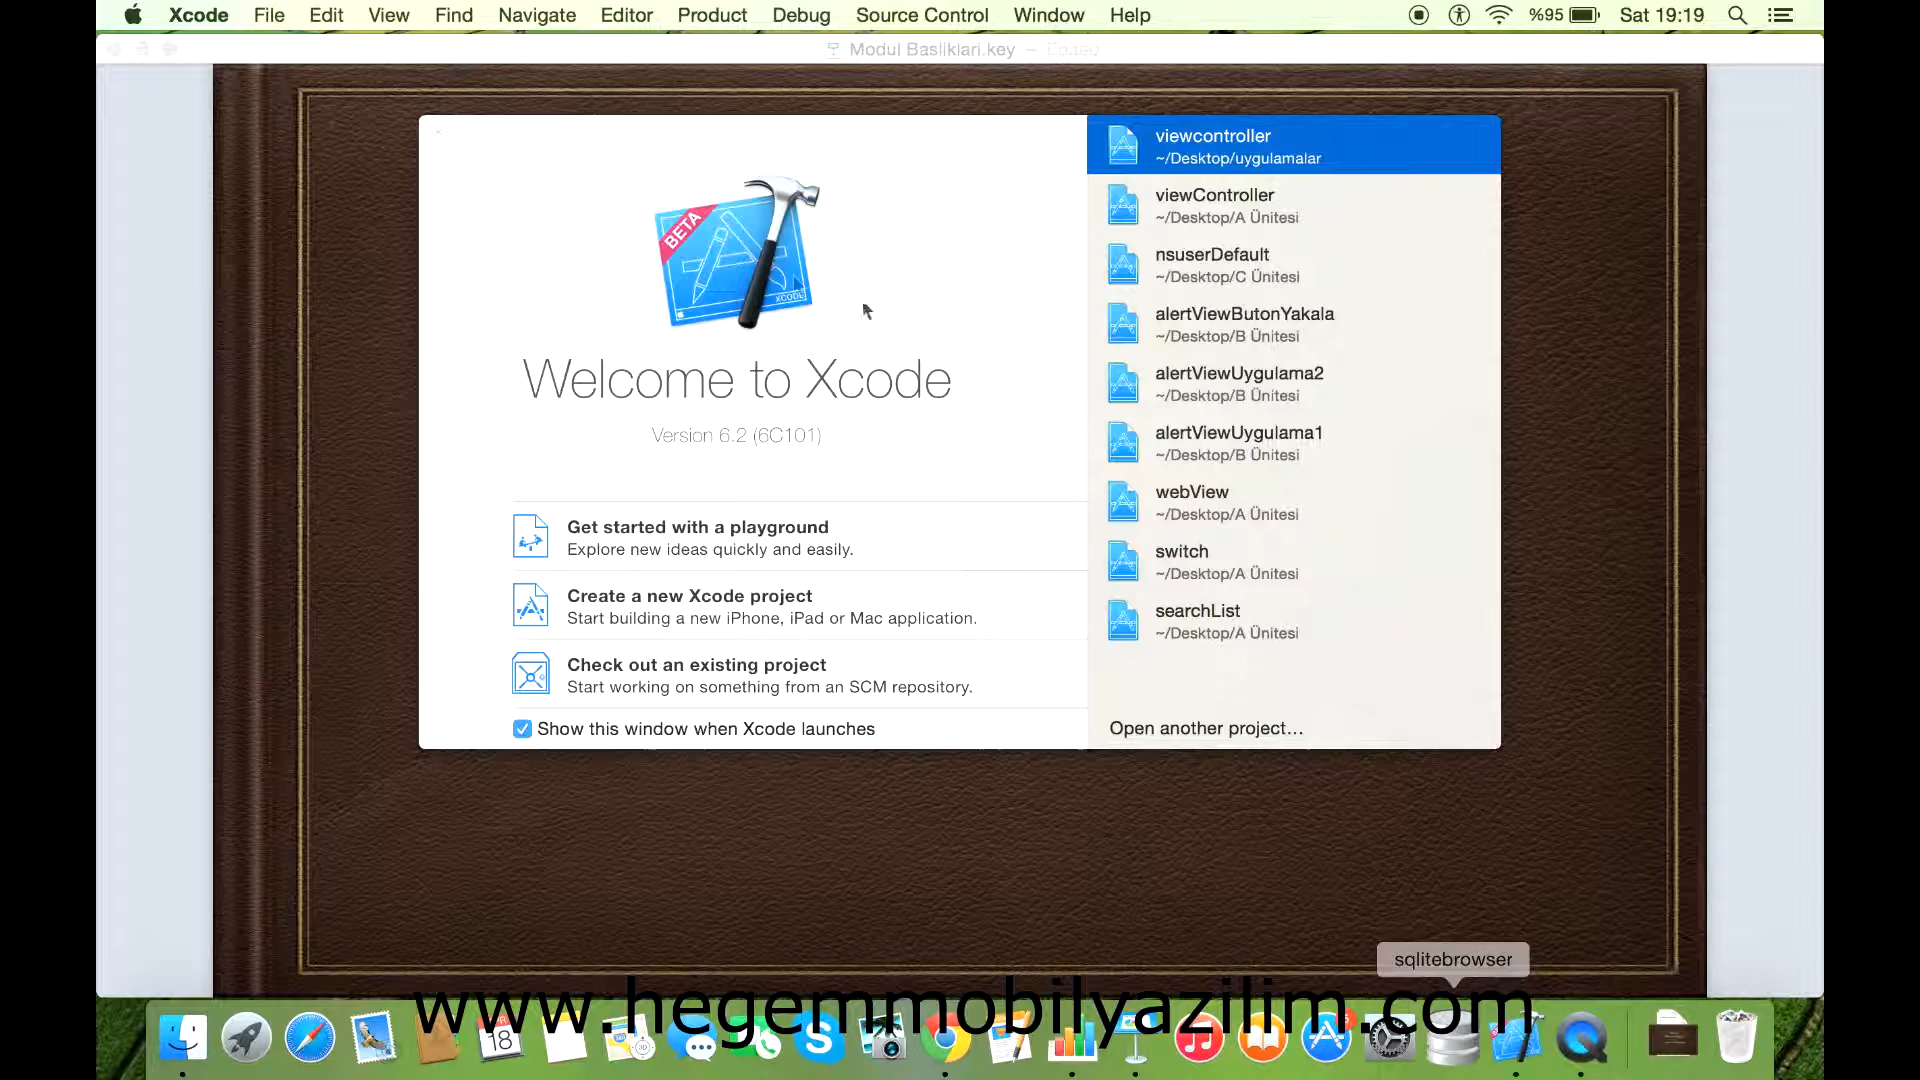 Xcode File Edit View Find Navigate Editor Product Debug Source Control Window Help %95 Sat 19:19
Modul Basliklari.key — Edited
BETA
XCODE
Welcome to Xcode
Version 6.2 (6C101)
Get started with a playground
Explore new ideas quickly and easily.
Create a new Xcode project
Start building a new iPhone, iPad or Mac application.
Check out an existing project
Start working on something from an SCM repository.
Show this window when Xcode launches
viewcontroller
~/Desktop/uygulamalar
viewController
~/Desktop/A Ünitesi
nsuserDefault
~/Desktop/C Ünitesi
alertViewButonYakala
~/Desktop/B Ünitesi
alertViewUygulama2
~/Desktop/B Ünitesi
alertViewUygulama1
~/Desktop/B Ünitesi
webView
~/Desktop/A Ünitesi
switch
~/Desktop/A Ünitesi
searchList
~/Desktop/A Ünitesi
Open another project...
sqlitebrowser
www.hegemmobilyazilim.com
18